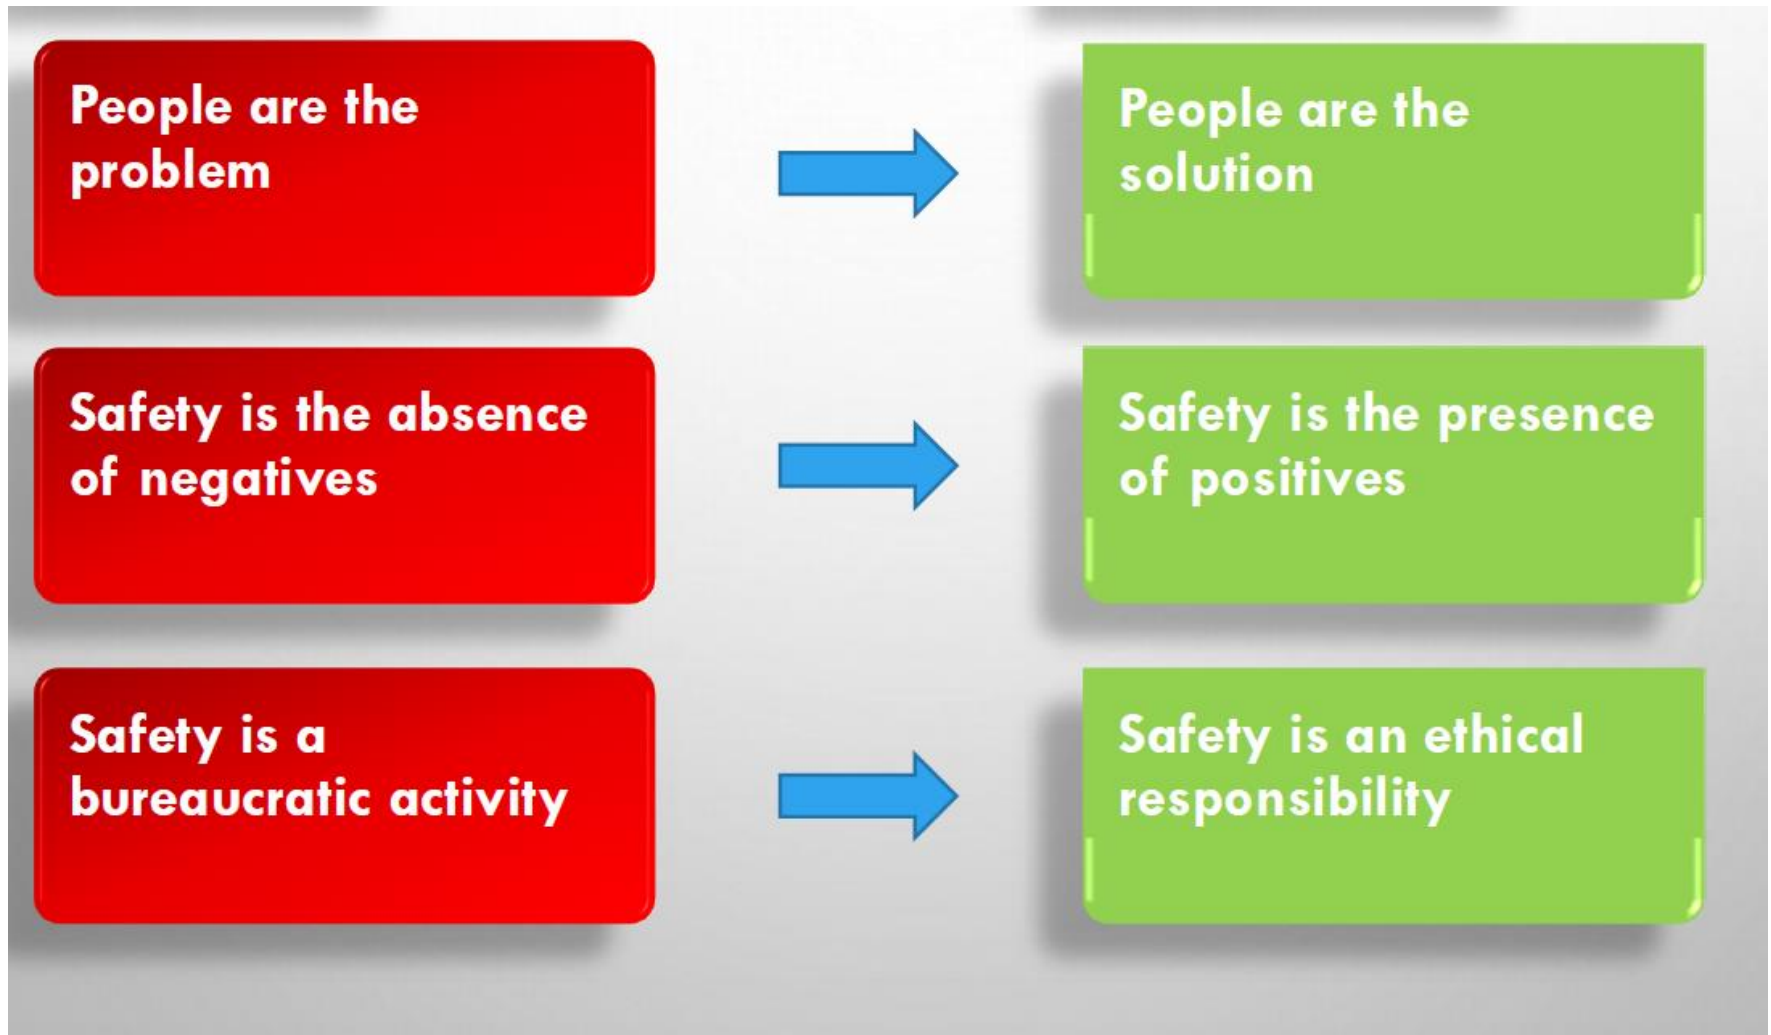 People are the
problem
People are the
solution
Safety is the absence
of negatives
Safety is the presence
of positives
Safety is a
bureaucratic activity
Safety is an ethical
responsibility